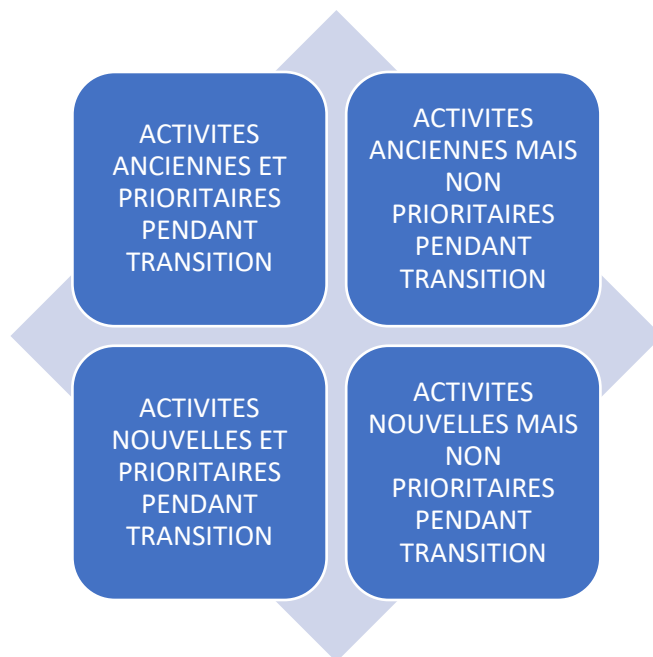 ACTIVITES
ANCIENNES ET
PRIORITAIRES
PENDANT
TRANSITION
ACTIVITES
ANCIENNES MAIS
NON
PRIORITAIRES
PENDANT
TRANSITION
ACTIVITES
NOUVELLES ET
PRIORITAIRES
PENDANT
TRANSITION
ACTIVITES
NOUVELLES MAIS
NON
PRIORITAIRES
PENDANT
TRANSITION